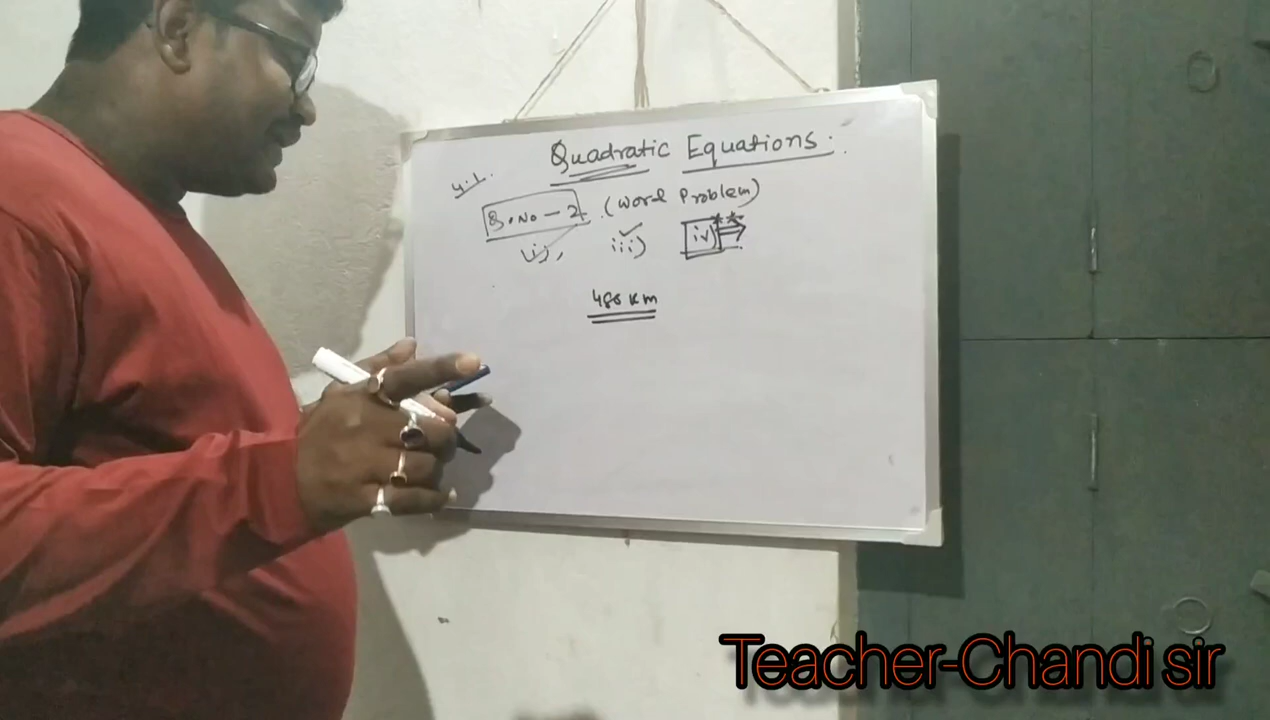 Quadratic Equations:
4.1.
Q.No-2. (Word Problem)
ii), iii) iv)
480 km
Teacher-Chandi sir